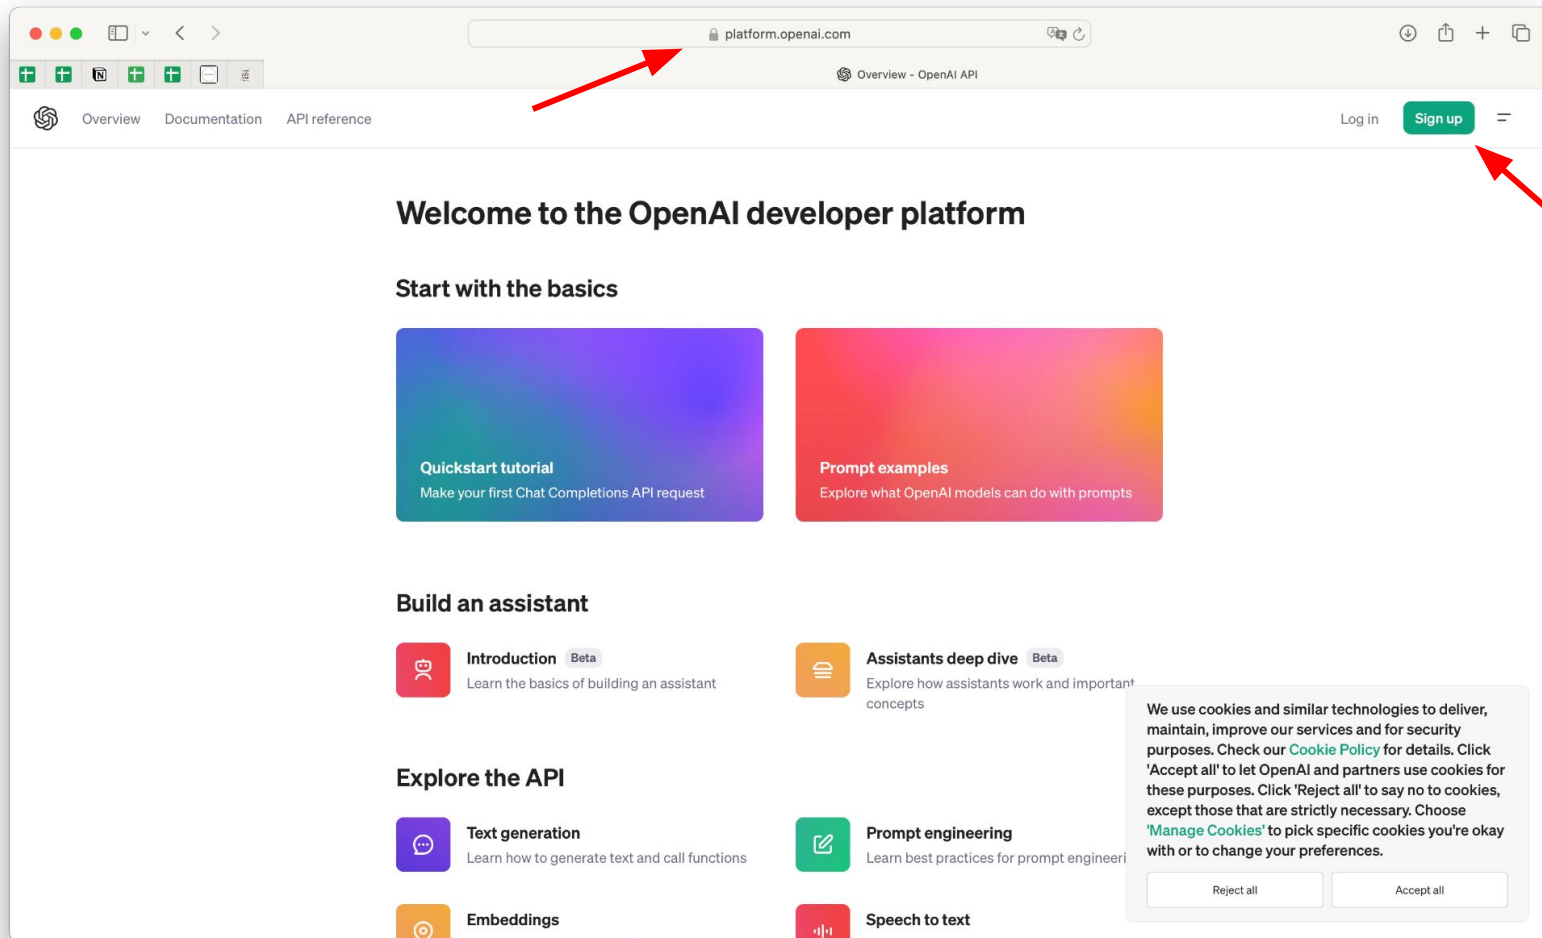 platform.openai.com
Overview - OpenAI API
Overview Documentation API reference Log in Sign up
Welcome to the OpenAI developer platform
Start with the basics
Quickstart tutorial
Make your first Chat Completions API request
Prompt examples
Explore what OpenAI models can do with prompts
Build an assistant
Introduction Beta
Learn the basics of building an assistant
Assistants deep dive Beta
Explore how assistants work and important
concepts
Explore the API
Text generation
Learn how to generate text and call functions
Prompt engineering
Learn best practices for prompt engineeri
Embeddings
Speech to text
We use cookies and similar technologies to deliver,
maintain, improve our services and for security
purposes. Check our Cookie Policy for details. Click
'Accept all' to let OpenAI and partners use cookies for
these purposes. Click 'Reject all' to say no to cookies,
except those that are strictly necessary. Choose
'Manage Cookies' to pick specific cookies you're okay
with or to change your preferences.
Reject all Accept all